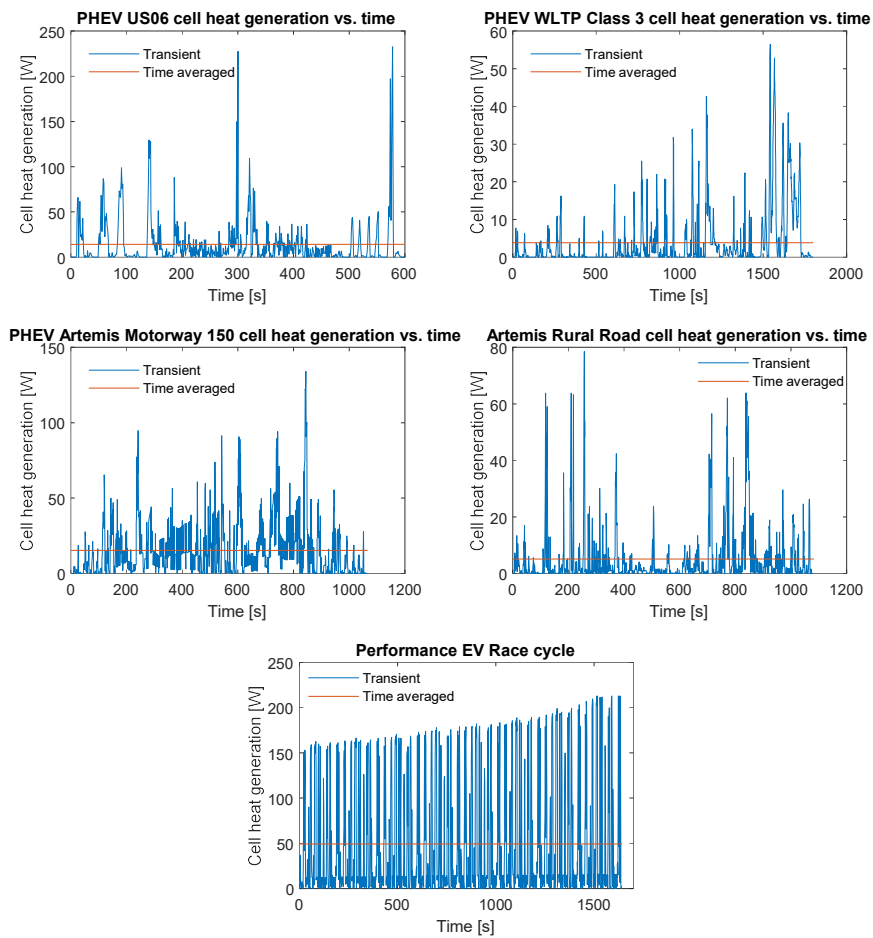 PHEV US06 cell heat generation vs. time
250
200
150
100
50
0
Cell heat generation [W]
Transient
Time averaged
0 100 200 300 400 500 600
Time [s]
PHEV WLTP Class 3 cell heat generation vs. time
60
50
40
30
20
10
0
Cell heat generation [W]
Transient
Time averaged
0 500 1000 1500 2000
Time [s]
PHEV Artemis Motorway 150 cell heat generation vs. time
150
100
50
0
Cell heat generation [W]
Transient
Time averaged
0 200 400 600 800 1000 1200
Time [s]
Artemis Rural Road cell heat generation vs. time
80
60
40
20
0
Cell heat generation [W]
Transient
Time averaged
0 200 400 600 800 1000 1200
Time [s]
Performance EV Race cycle
250
200
150
100
50
0
Cell heat generation [W]
Transient
Time averaged
0 500 1000 1500
Time [s]